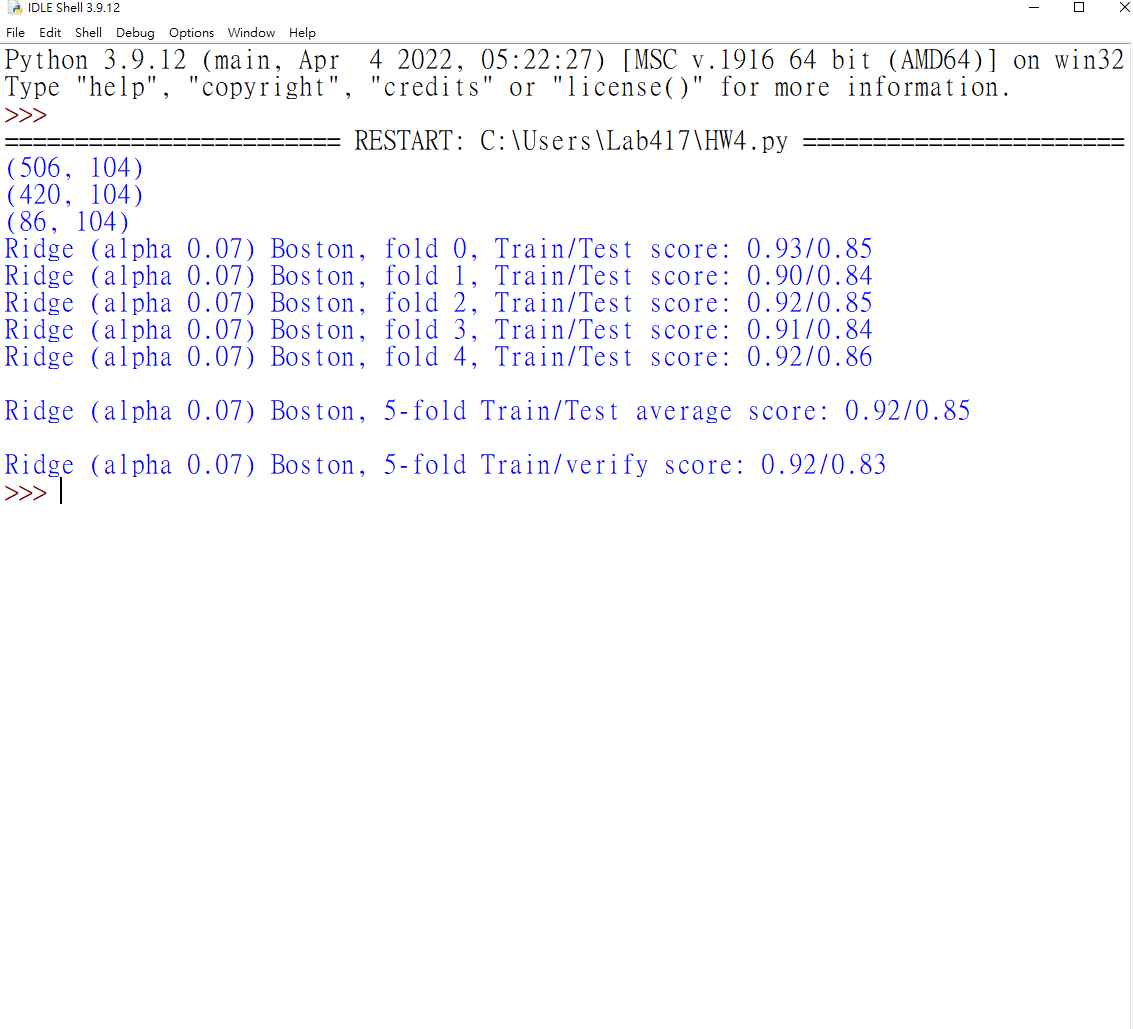 IDLE Shell 3.9.12
File Edit Shell Debug Options Window Help
Python 3.9.12 (main, Apr  4 2022, 05:22:27) [MSC v.1916 64 bit (AMD64)] on win32
Type "help", "copyright", "credits" or "license()" for more information.
>>>
======================== RESTART: C:\Users\Lab417\HW4.py =======================
(506, 104)
(420, 104)
(86, 104)
Ridge (alpha 0.07) Boston, fold 0, Train/Test score: 0.93/0.85
Ridge (alpha 0.07) Boston, fold 1, Train/Test score: 0.90/0.84
Ridge (alpha 0.07) Boston, fold 2, Train/Test score: 0.92/0.85
Ridge (alpha 0.07) Boston, fold 3, Train/Test score: 0.91/0.84
Ridge (alpha 0.07) Boston, fold 4, Train/Test score: 0.92/0.86
Ridge (alpha 0.07) Boston, 5-fold Train/Test average score: 0.92/0.85
Ridge (alpha 0.07) Boston, 5-fold Train/verify score: 0.92/0.83
>>>